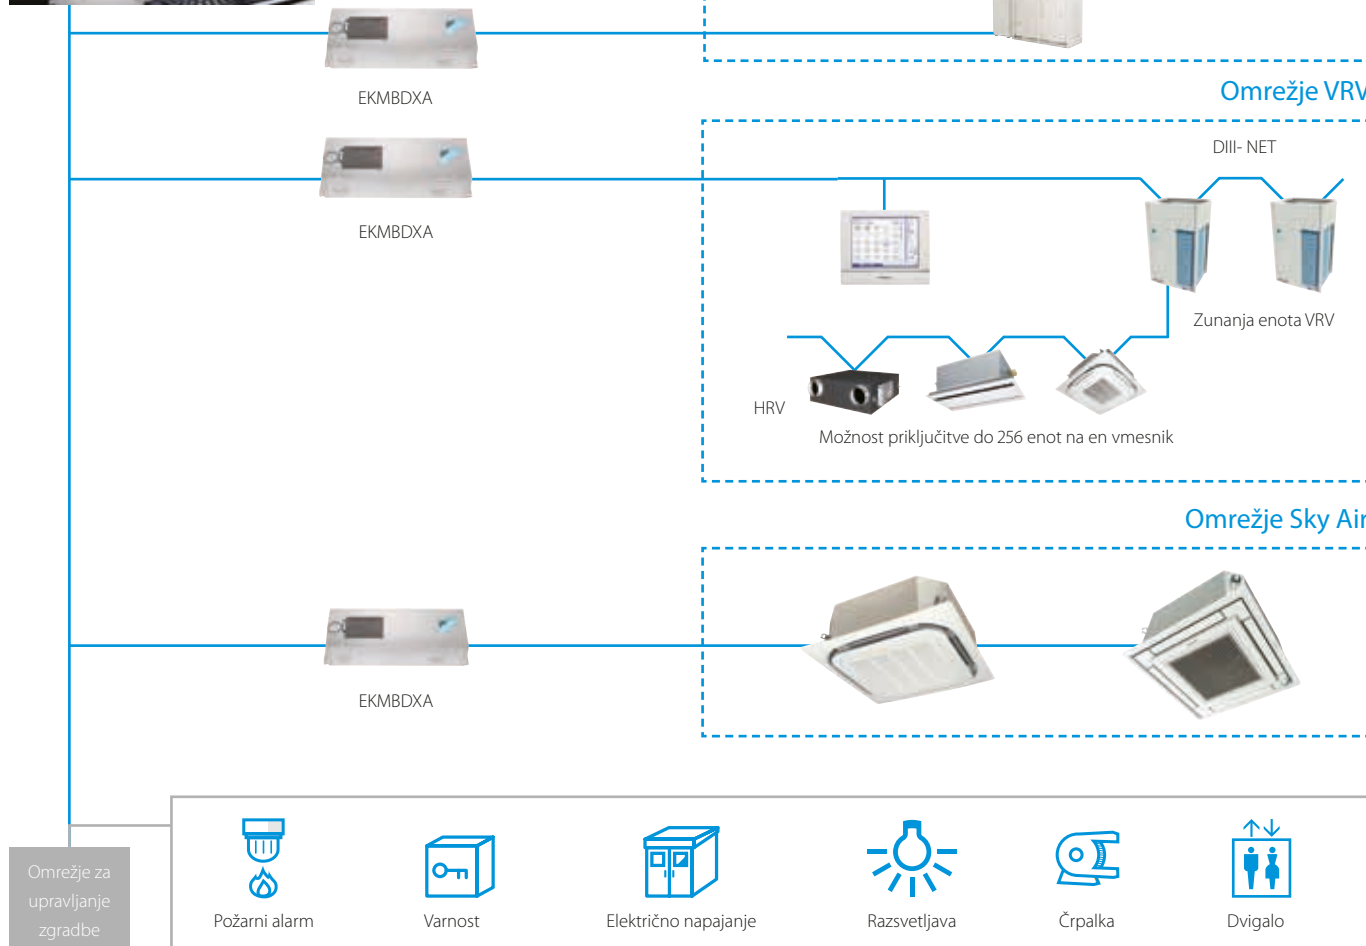 EKMBDXA
Omrežje VRV
DIII- NET
EKMBDXA
Zunanja enota VRV
HRV
Možnost priključitve do 256 enot na en vmesnik
Omrežje Sky Air
EKMBDXA
Omrežje za
upravljanje
zgradbe
Požarni alarm
Varnost
Električno napajanje
Razsvetljava
Črpalka
Dvigalo